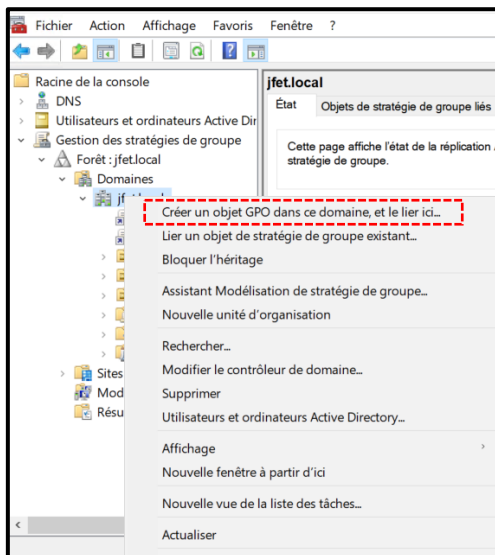 Fichier Action Affichage Favoris Fenêtre ?
Racine de la console
DNS
Utilisateurs et ordinateurs Active Dir
Gestion des stratégies de groupe
Forêt : jfet.local
Domaines
jfet.local
Sites
Mod
Résu
jfet.local
État Objets de stratégie de groupe liés
Cette page affiche l'état de la réplication
stratégie de groupe.
Créer un objet GPO dans ce domaine, et le lier ici...
Lier un objet de stratégie de groupe existant...
Bloquer l'héritage
Assistant Modélisation de stratégie de groupe...
Nouvelle unité d'organisation
Rechercher...
Modifier le contrôleur de domaine...
Supprimer
Utilisateurs et ordinateurs Active Directory...
Affichage
Nouvelle fenêtre à partir d'ici
Nouvelle vue de la liste des tâches...
Actualiser